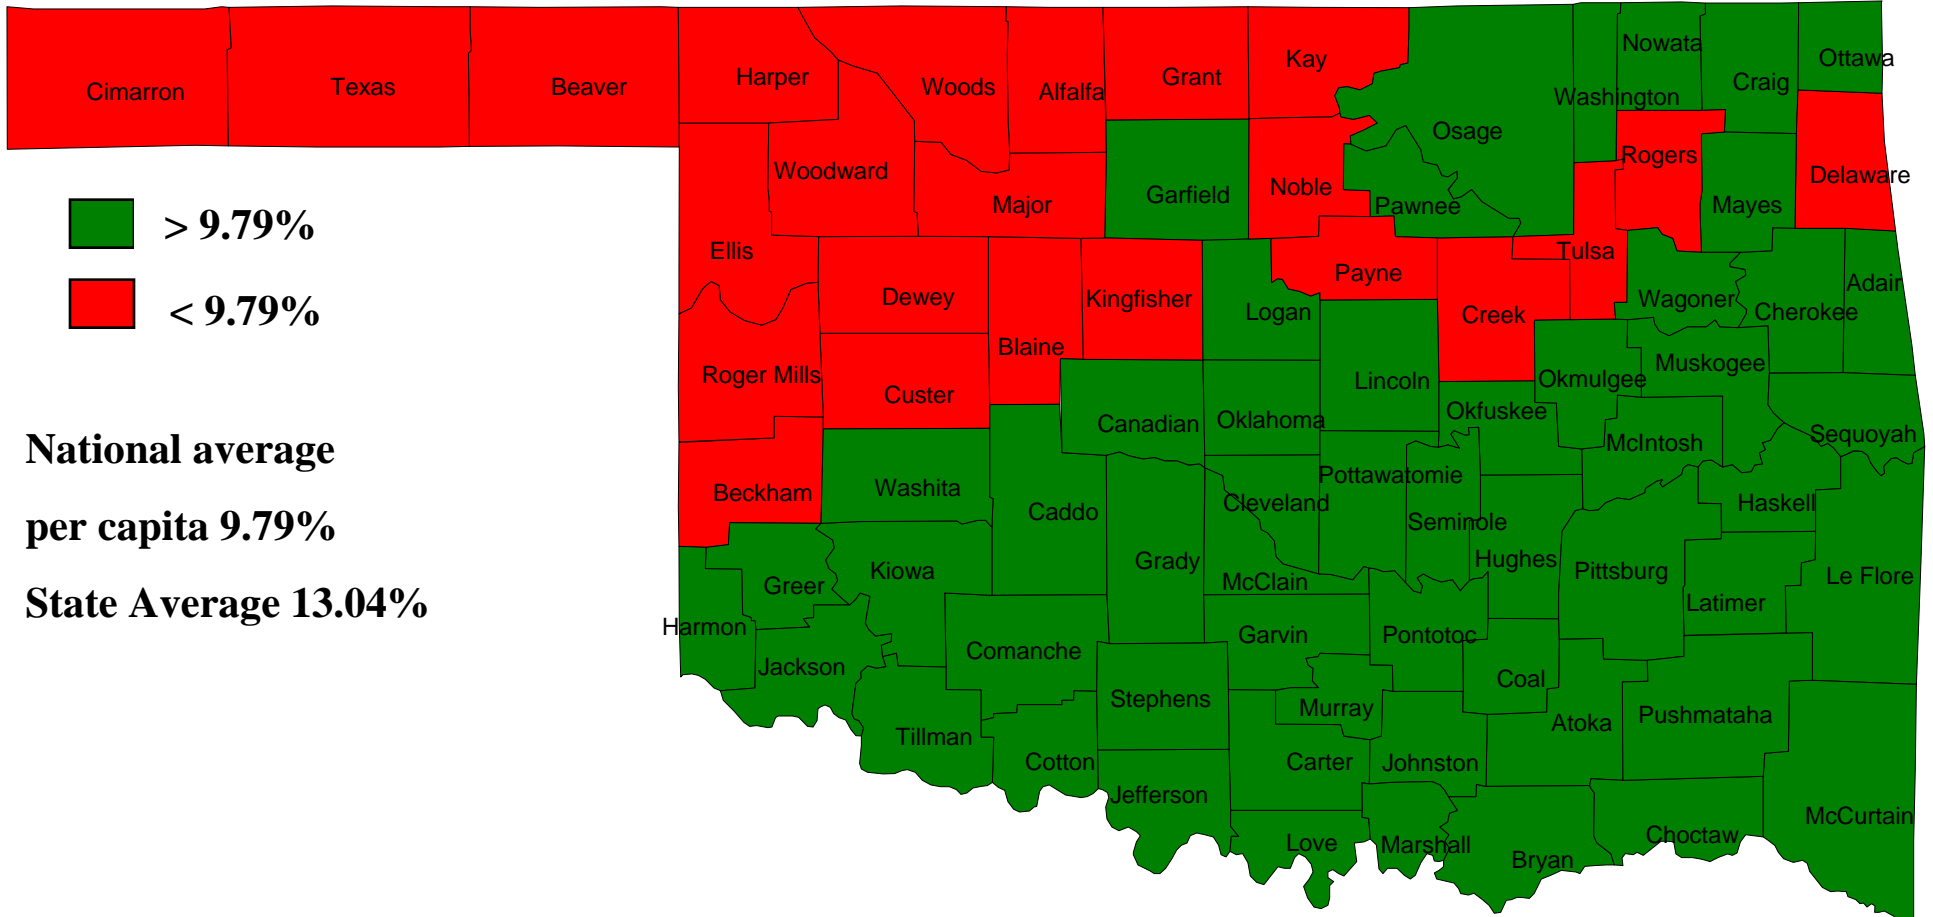 Cimarron
Texas
Beaver
Harper
Woods
Alfalfa
Grant
Kay
Osage
Washington
Nowata
Craig
Ottawa
Woodward
Major
Garfield
Noble
Pawnee
Rogers
Mayes
Delaware
> 9.79%
< 9.79%
Ellis
Dewey
Blaine
Kingfisher
Logan
Payne
Creek
Tulsa
Wagoner
Cherokee
Adair
Roger Mills
Custer
Canadian
Oklahoma
Lincoln
Okfuskee
Okmulgee
Muskogee
McIntosh
Sequoyah
National average
per capita 9.79%
State Average 13.04%
Beckham
Washita
Caddo
Grady
Cleveland
McClain
Pottawatomie
Seminole
Hughes
Pittsburg
Haskell
Latimer
Le Flore
Harmon
Greer
Kiowa
Jackson
Comanche
Garvin
Pontotoc
Coal
Tillman
Cotton
Stephens
Murray
Carter
Johnston
Atoka
Pushmataha
Jefferson
Love
Marshall
Bryan
Choctaw
McCurtain